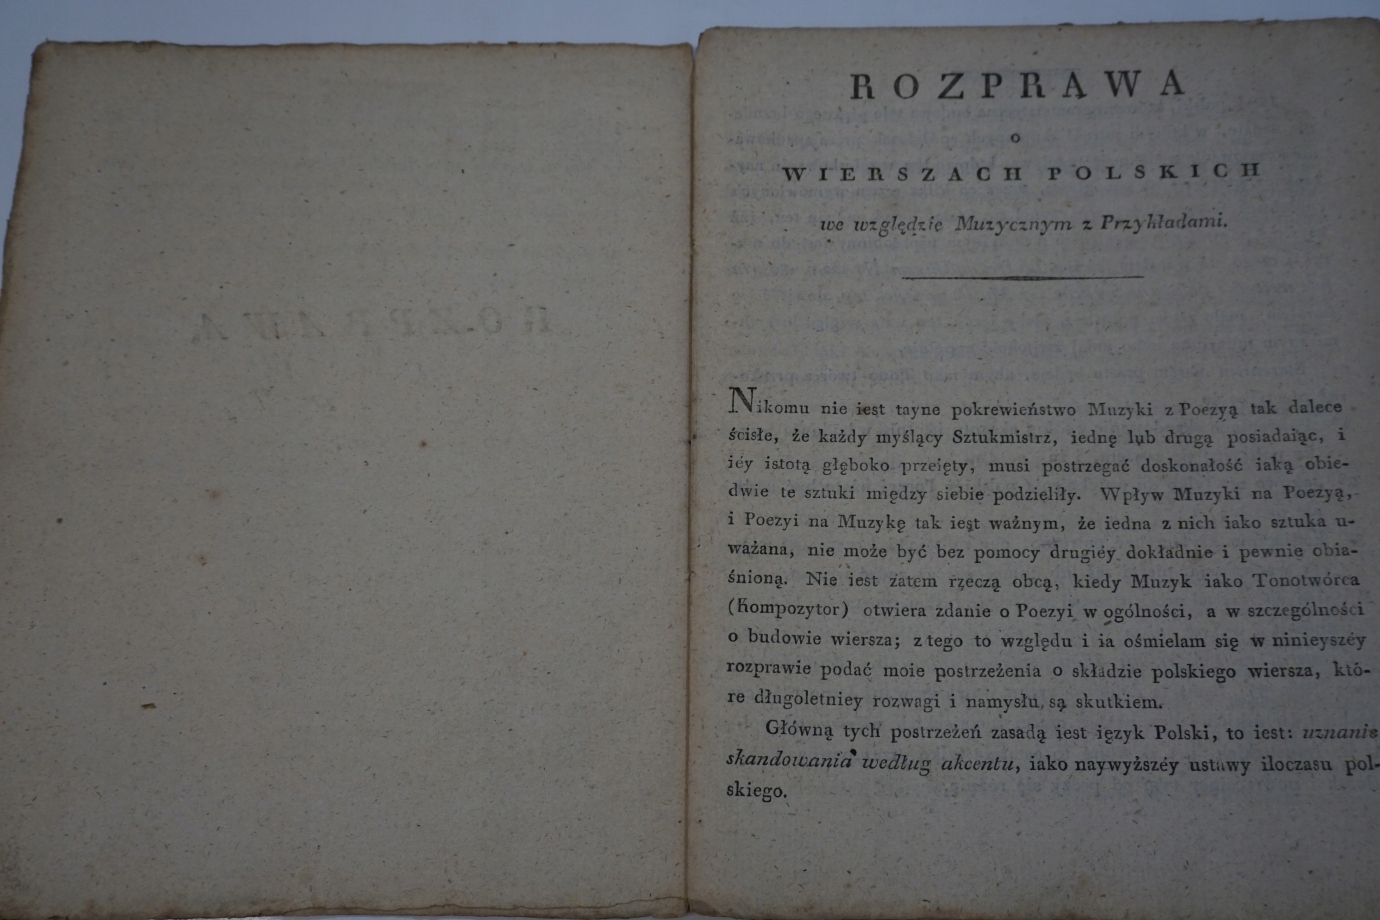 ROZPRAWA
O
WIERSZACH POLSKICH
we względzie Muzycznym z Przykładami.
Nikomu nie iest tayne pokrewieństwo Muzyki z Poezyą tak dalece
ścisłe, że każdy myślący Sztukmistrz, iednę lub drugą posiadaiąc, i
iéy istotą głęboko przeięty, musi postrzegać doskonałość iaką obie-
dwie te sztuki między siebie podzieliły. Wpływ Muzyki na Poezyą,
i Poezyi na Muzykę tak iest ważnym, że iedna z nich iako sztuka u-
ważana, nie może być bez pomocy drugiéy dokładnie i pewnie obia-
śnioną. Nie iest zatem rzeczą obcą, kiedy Muzyk iako Tonotwórca
(Kompozytor) otwiera zdanie o Poezyi w ogólności, a w szczególności
o budowie wiersza; z tego to względu i ia ośmielam się w ninieyszéy
rozprawie podać moie postrzeżenia o składzie polskiego wiersza, któ-
re długoletniey rozwagi i namysłu są skutkiem.
Główną tych postrzeżeń zasadą iest ięzyk Polski, to iest: uznanie
skandowania według akcentu, iako naywyższéy ustawy iloczasu pol-
skiego.